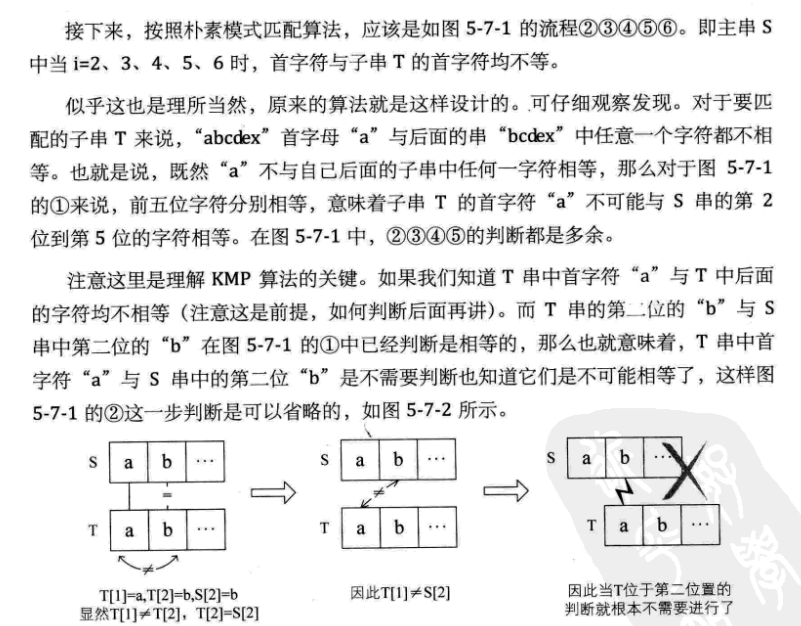 接下来，按照朴素模式匹配算法，应该是如图 5-7-1 的流程②③④⑤⑥。即主串 S
中当 i=2、3、4、5、6 时，首字符与子串 T 的首字符均不等。
似乎这也是理所当然，原来的算法就是这样设计的。可仔细观察发现。对于要匹
配的子串 T 来说，“abcdex”首字母“a”与后面的串“bcdex”中任意一个字符都不相
等。也就是说，既然“a”不与自己后面的子串中任何一字符相等，那么对于图 5-7-1
的①来说，前五位字符分别相等，意味着子串 T 的首字符“a”不可能与 S 串的第 2
位到第 5 位的字符相等。在图 5-7-1 中，②③④⑤的判断都是多余。
注意这里是理解 KMP 算法的关键。如果我们知道 T 串中首字符“a”与 T 中后面
的字符均不相等（注意这是前提，如何判断后面再讲）。而 T 串的第二位的“b”与 S
串中第二位的“b”在图 5-7-1 的①中已经判断是相等的，那么也就意味着，T 串中首
字符“a”与 S 串中的第二位“b”是不需要判断也知道它们是不可能相等了，这样图
5-7-1 的②这一步判断是可以省略的，如图 5-7-2 所示。
S a b …
=
T a b …
≠
T[1]=a,T[2]=b,S[2]=b
显然T[1]≠T[2]，T[2]=S[2]
S a b …
≠
T a b …
因此T[1]≠S[2]
S a b …
T a b …
因此当T位于第二位置的
判断就根本不需要进行了